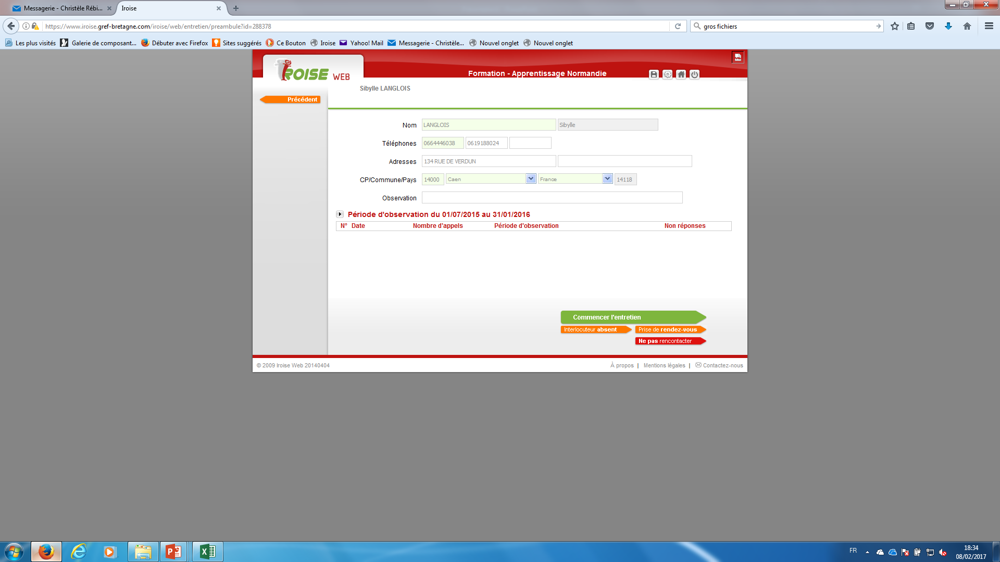 Messagerie - Christèle Rébi...
Iroise
https://www.iroise.gref-bretagne.com/iroise/web/entretien/preambule?id=288378
gros fichiers
Les plus visités Galerie de composant... Débuter avec Firefox Sites suggérés Ce Bouton Iroise Yahoo! Mail Messagerie - Christèle... Nouvel onglet Nouvel onglet
IROISE WEB
Formation - Apprentissage Normandie
Sibylle LANGLOIS
Précédent
Nom LANGLOIS Sibylle
Téléphones 0664446038 0619188024
Adresses 134 RUE DE VERDUN
CP/Commune/Pays 14000 Caen France 14118
Observation
Période d'observation du 01/07/2015 au 31/01/2016
N° Date Nombre d'appels Période d'observation Non réponses
Commencer l'entretien
Interlocuteur absent Prise de rendez-vous
Ne pas rencontacter
© 2009 Iroise Web 20140404 À propos | Mentions légales | Contactez-nous
FR 18:34
08/02/2017